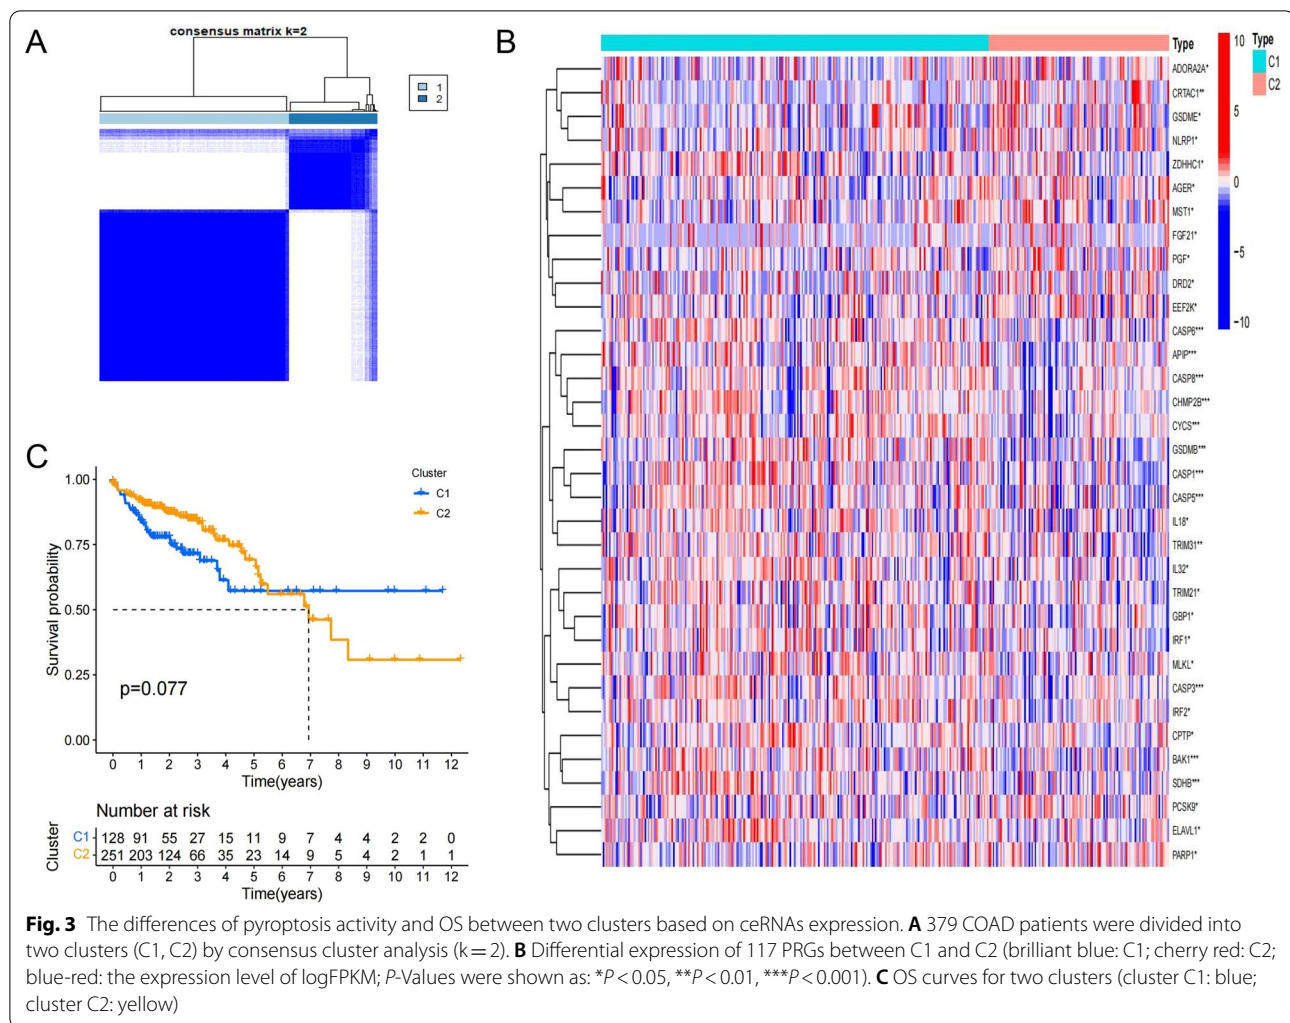 A
consensus matrix k=2
1
2
B
Type
ADORA2A*
CRTAC1**
GSDME*
NLRP1*
ZDHHC1*
AGER*
MST1*
FGF21*
PGF*
DRD2*
EEF2K*
CASP6***
APIP***
CASP8***
CHMP2B***
CYCS***
GSDMB***
CASP1***
CASP5***
IL18*
TRIM31**
IL32*
TRIM21*
GBP1*
IRF1*
MLKL*
CASP3***
IRF2*
CPTP*
BAK1***
SDHB***
PCSK9*
ELAVL1*
PARP1*
10
5
0
−5
−10
Type
C1
C2
C
Cluster
C1
C2
Survival probability
1.00
0.75
0.50
0.25
0.00
p=0.077
0 1 2 3 4 5 6 7 8 9 10 11 12
Time(years)
Number at risk
Cluster
C1 128 91 55 27 15 11 9 7 4 4 2 2 0
C2 251 203 124 66 35 23 14 9 5 4 2 1 1
0 1 2 3 4 5 6 7 8 9 10 11 12
Time(years)
Fig. 3 The differences of pyroptosis activity and OS between two clusters based on ceRNAs expression. A 379 COAD patients were divided into
two clusters (C1, C2) by consensus cluster analysis (k = 2). B Differential expression of 117 PRGs between C1 and C2 (brilliant blue: C1; cherry red: C2;
blue-red: the expression level of logFPKM; P-Values were shown as: *P < 0.05, **P < 0.01, ***P < 0.001). C OS curves for two clusters (cluster C1: blue;
cluster C2: yellow)